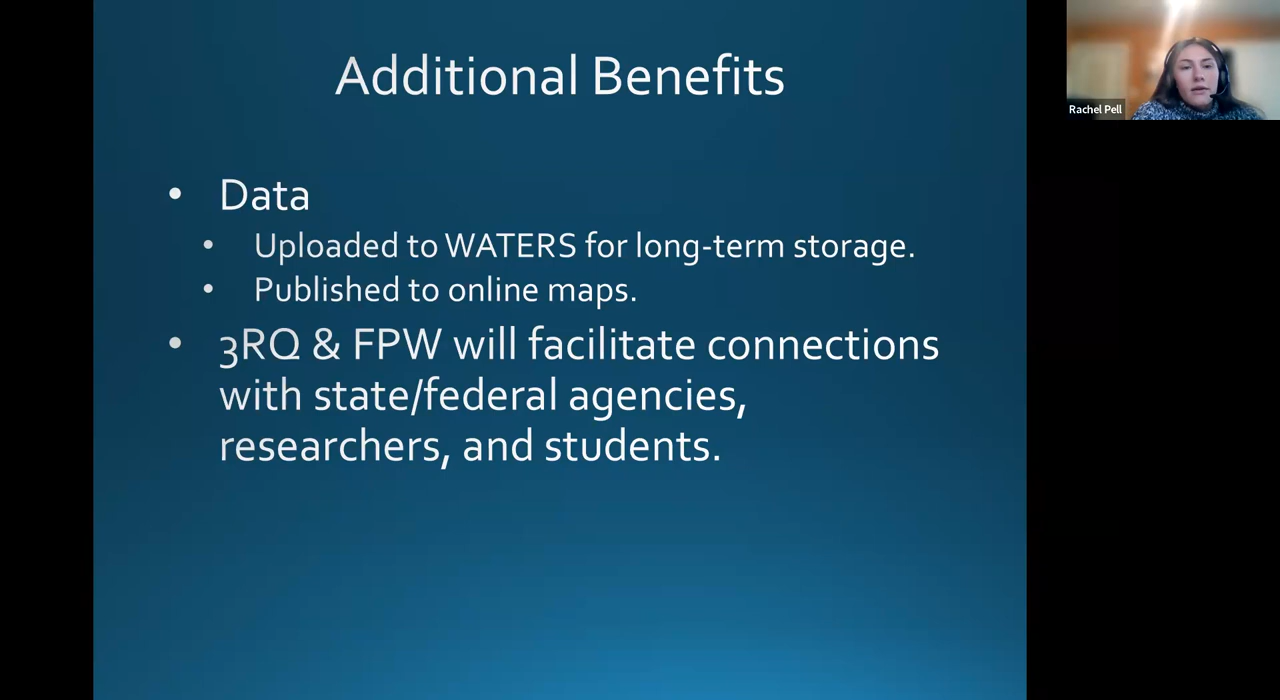 Additional Benefits
Rachel Pell
• Data
• Uploaded to WATERS for long-term storage.
• Published to online maps.
• 3RQ & FPW will facilitate connections
with state/federal agencies,
researchers, and students.